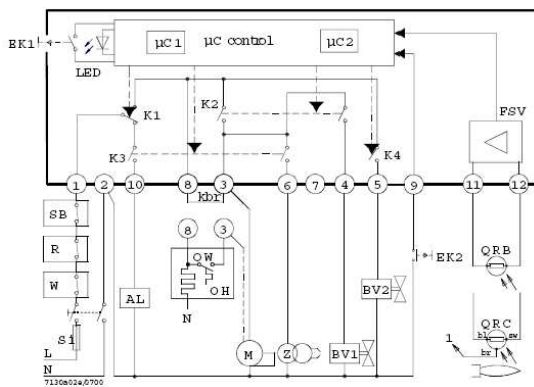 µC1
µC control
µC2
EK1
LED
K1
K2
FSV
K3
K4
1
2
10
8
kbr
3
6
7
4
5
9
11
12
SB
R
W
8
3
OW
OH
N
AL
EK2
QRB
BV2
QRC
bl
sw
1
br
Si
L
N
M
Z
BV1
7130a02e/0700